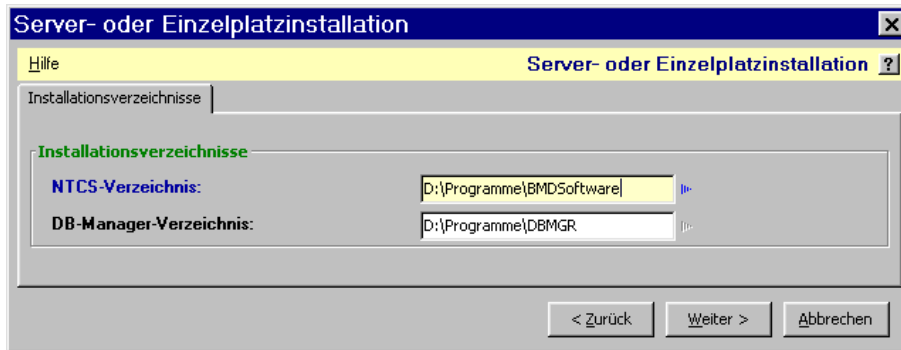 Server- oder Einzelplatzinstallation
Hilfe
Server- oder Einzelplatzinstallation ?
Installationsverzeichnisse
Installationsverzeichnisse
NTCS-Verzeichnis: D:\Programme\BMDSoftware
DB-Manager-Verzeichnis: D:\Programme\DBMGR
< Zurück Weiter > Abbrechen